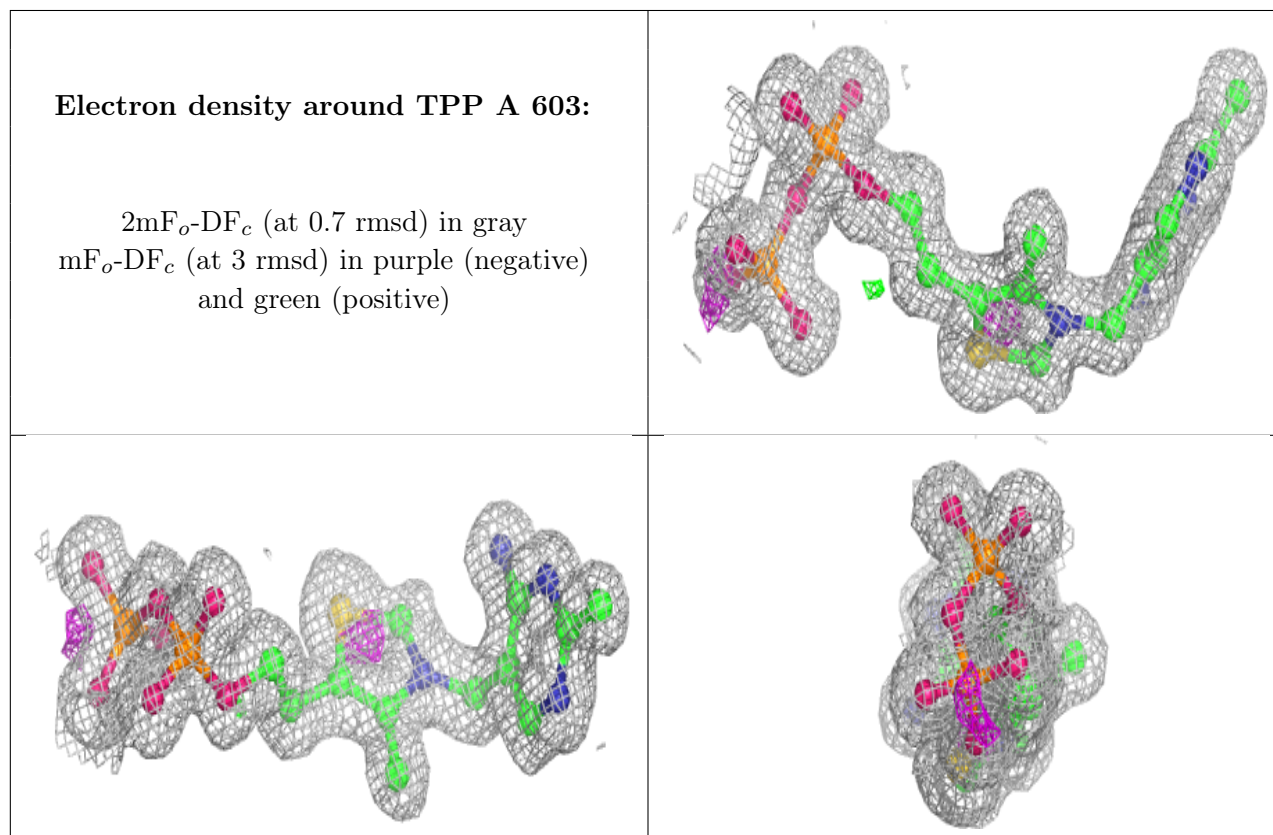 Electron density around TPP A 603:
2mFo-DFc (at 0.7 rmsd) in gray
mFo-DFc (at 3 rmsd) in purple (negative)
and green (positive)